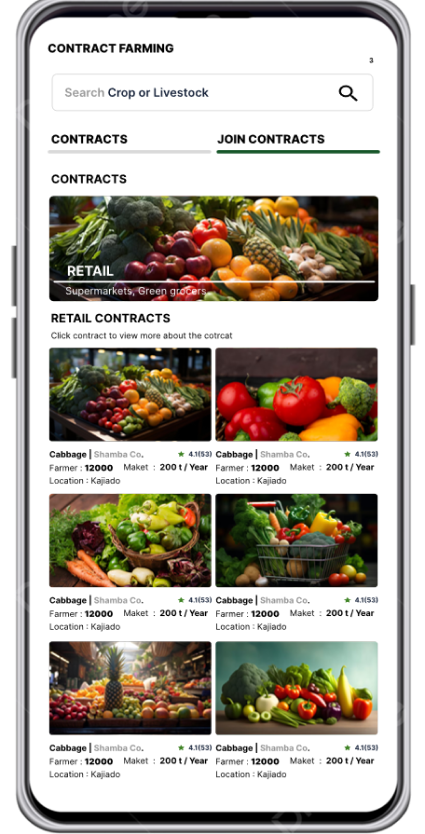 CONTRACT FARMING
3
Search Crop or Livestock
CONTRACTS
JOIN CONTRACTS
CONTRACTS
RETAIL
Supermarkets, Green grocers.
RETAIL CONTRACTS
Click contract to view more about the cotrcat
Cabbage | Shamba Co. ★ 4.1(53)
Farmer : 12000 Maket : 200 t / Year
Location : Kajiado
Cabbage | Shamba Co. ★ 4.1(53)
Farmer : 12000 Maket : 200 t / Year
Location : Kajiado
Cabbage | Shamba Co. ★ 4.1(53)
Farmer : 12000 Maket : 200 t / Year
Location : Kajiado
Cabbage | Shamba Co. ★ 4.1(53)
Farmer : 12000 Maket : 200 t / Year
Location : Kajiado
Cabbage | Shamba Co. ★ 4.1(53)
Farmer : 12000 Maket : 200 t / Year
Location : Kajiado
Cabbage | Shamba Co. ★ 4.1(53)
Farmer : 12000 Maket : 200 t / Year
Location : Kajiado